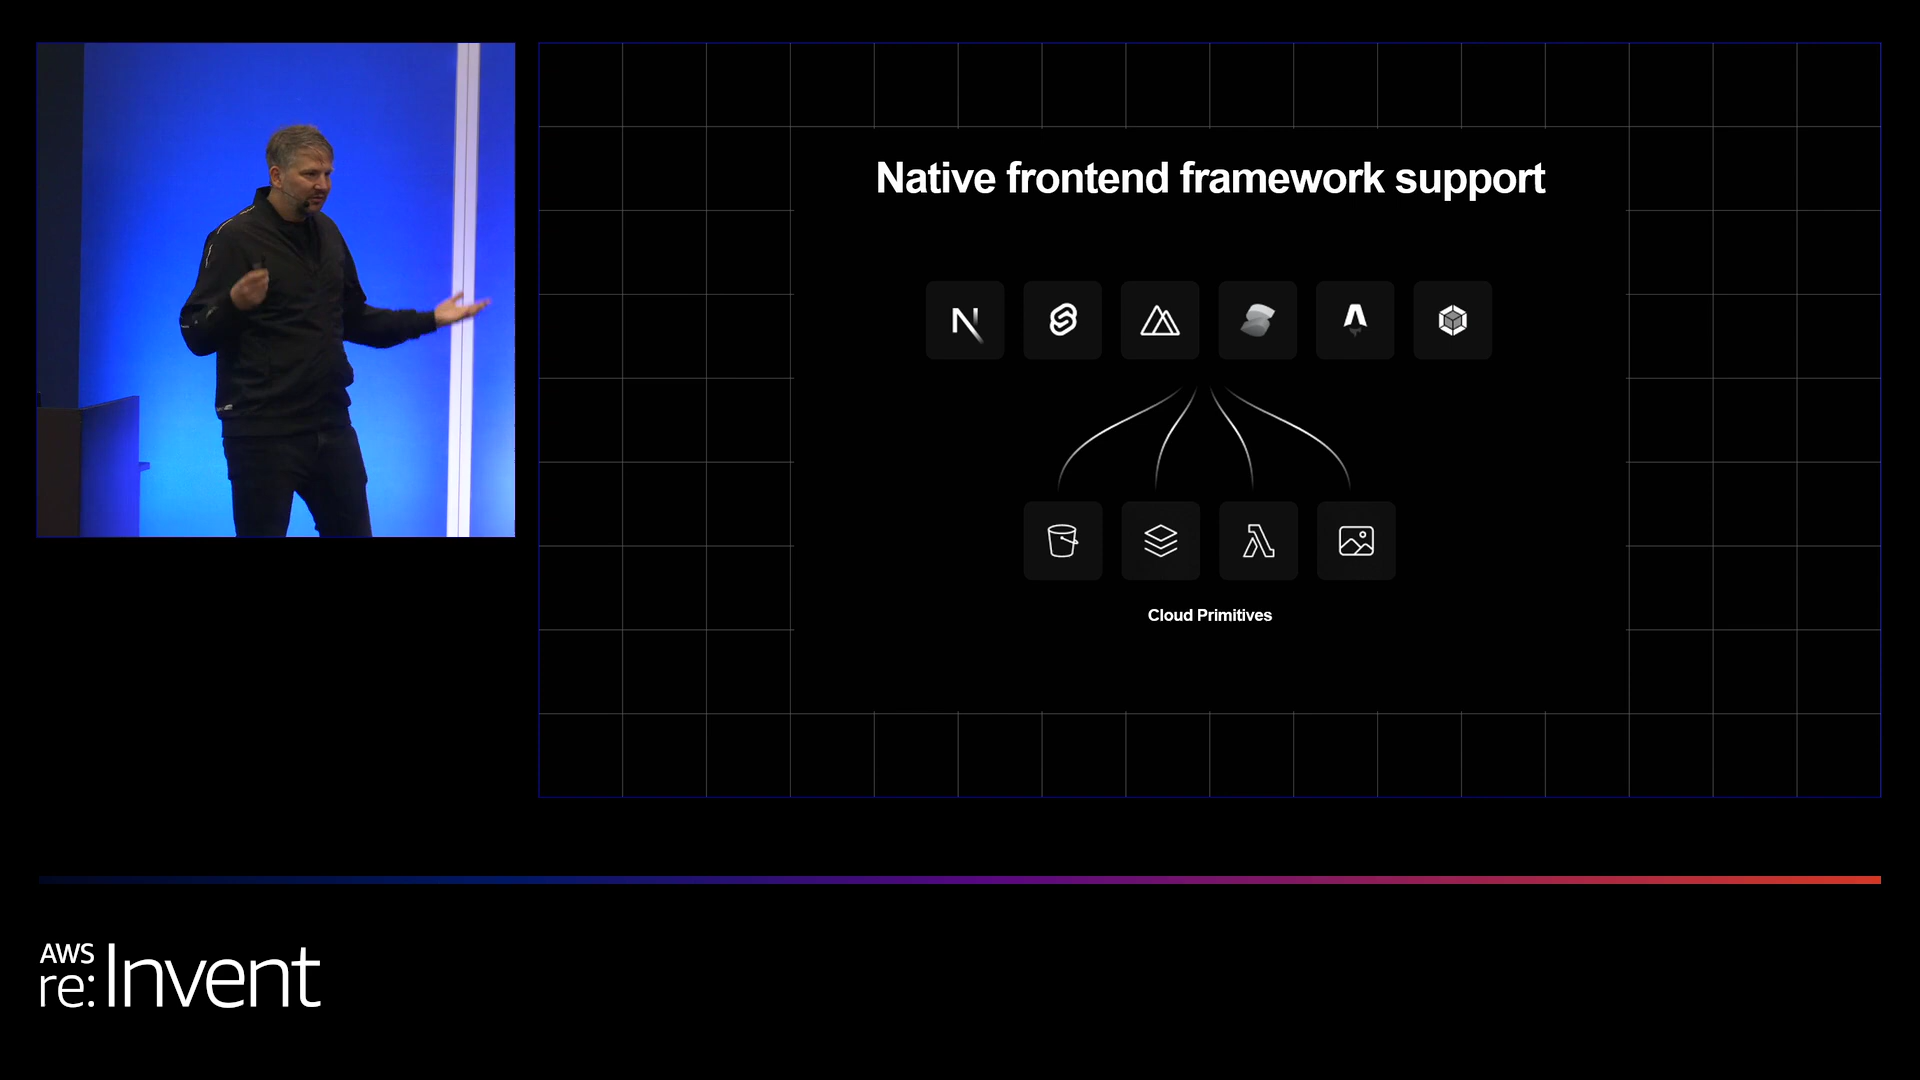 Native frontend framework support
Cloud Primitives
AWS
re:Invent